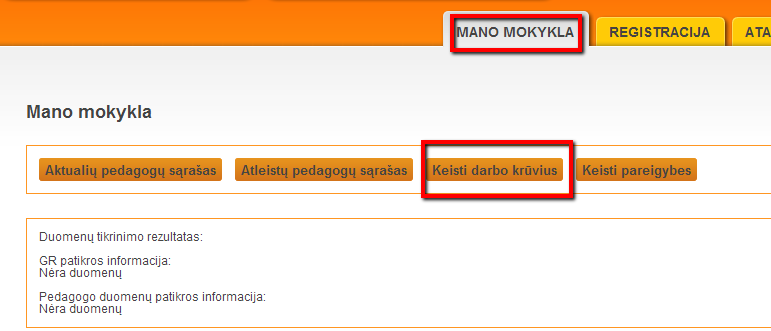 MANO MOKYKLA REGISTRACIJA ATA
Mano mokykla
Aktualių pedagogų sąrašas Atleistų pedagogų sąrašas Keisti darbo krūvius Keisti pareigybes
Duomenų tikrinimo rezultatas:
GR patikros informacija:
Nėra duomenų
Pedagogo duomenų patikros informacija:
Nėra duomenų